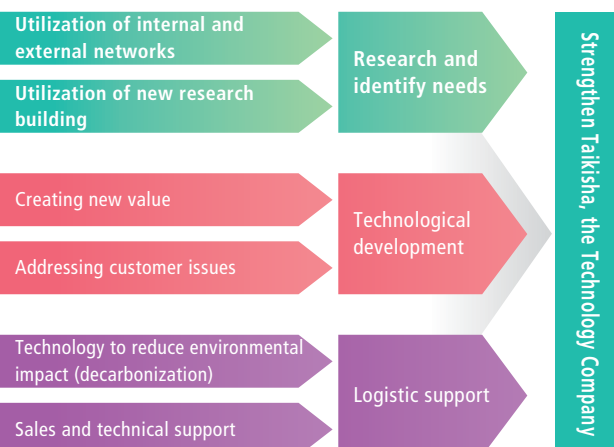 Utilization of internal and
external networks
Utilization of new research
building
Research and
identify needs
Creating new value
Addressing customer issues
Technological
development
Technology to reduce environmental
impact (decarbonization)
Sales and technical support
Logistic support
Strengthen Taikisha, the Technology Company